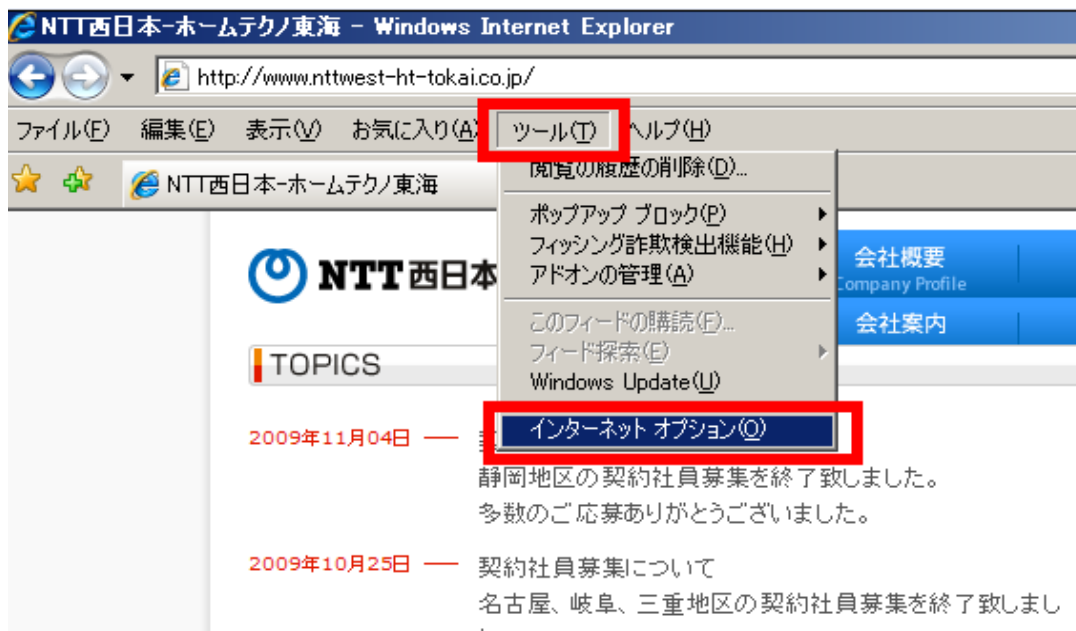 NTT西日本-ホームテクノ東海 - Windows Internet Explorer
http://www.nttwest-ht-tokai.co.jp/
ファイル(F) 編集(E) 表示(V) お気に入り(A) ツール(T) ヘルプ(H)
NTT西日本-ホームテクノ東海
閲覧の履歴の削除(D)...
ポップアップ ブロック(P)
フィッシング詐欺検出機能(H)
アドオンの管理(A)
このフィードの購読(F)...
フィード探索(E)
Windows Update(U)
インターネット オプション(O)
NTT西日本
会社概要
Company Profile
会社案内
TOPICS
2009年11月04日
静岡地区の契約社員募集を終了致しました。
多数のご応募ありがとうございました。
2009年10月25日 契約社員募集について
名古屋、岐阜、三重地区の契約社員募集を終了致しまし